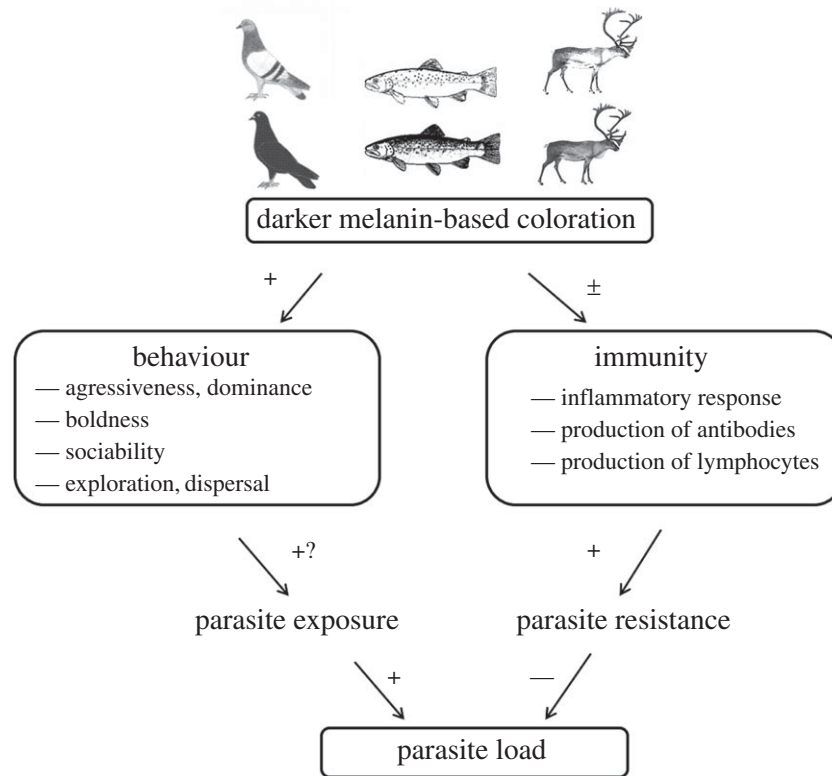 darker melanin-based coloration
+
±
behaviour
— agressiveness, dominance
— boldness
— sociability
— exploration, dispersal
immunity
— inflammatory response
— production of antibodies
— production of lymphocytes
+?
+
parasite exposure
parasite resistance
+
—
parasite load